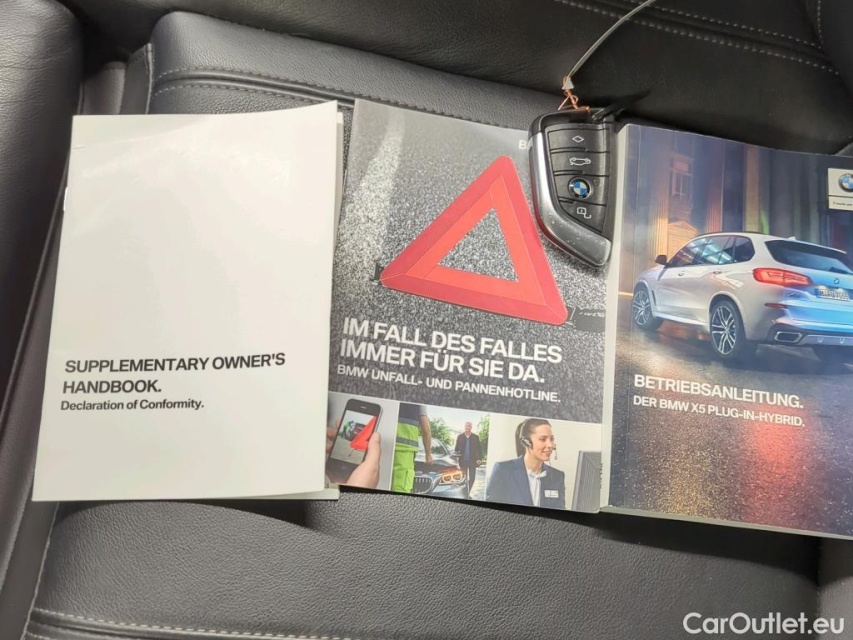 SUPPLEMENTARY OWNER'S
HANDBOOK.
Declaration of Conformity.
IM FALL DES FALLES
IMMER FÜR SIE DA.
BMW UNFALL- UND PANNENHOTLINE.
BETRIEBSANLEITUNG.
DER BMW X5 PLUG-IN-HYBRID.
CarOutlet.eu